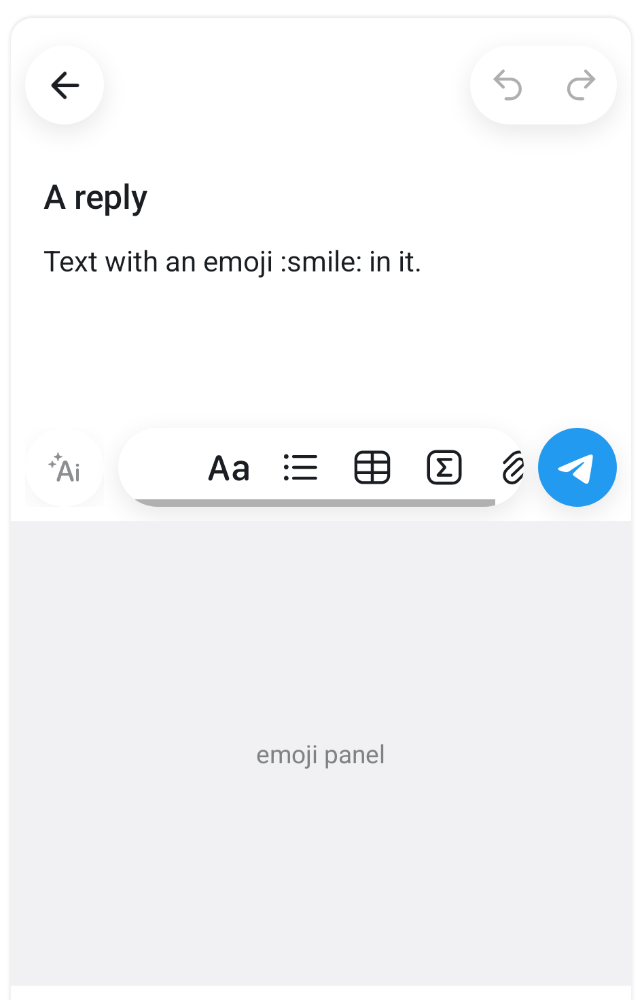 A reply
Text with an emoji :smile: in it.
Ai
Aa
Σ
emoji panel